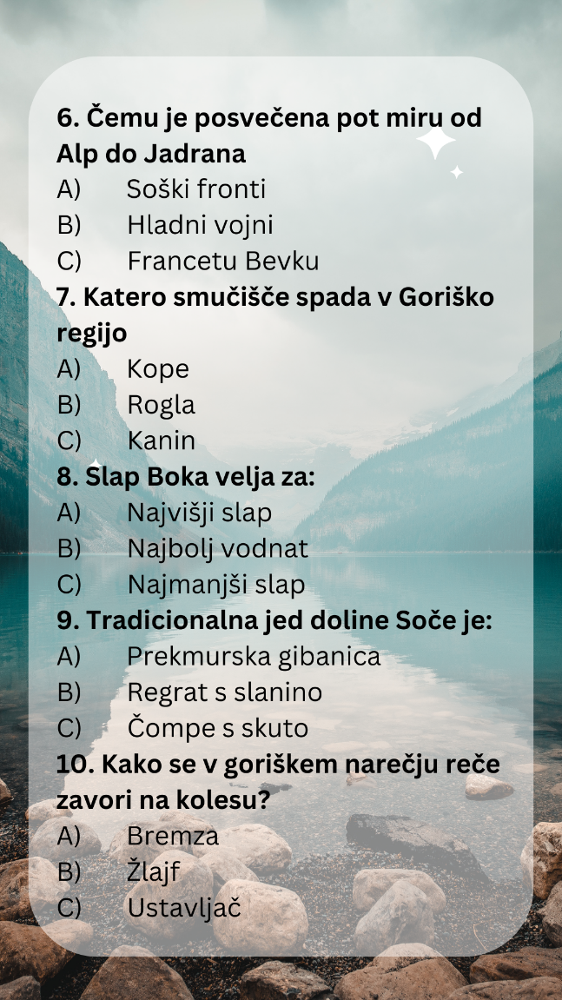 6. Čemu je posvečena pot miru od
Alp do Jadrana
A) Soški fronti
B) Hladni vojni
C) Francetu Bevku
7. Katero smučišče spada v Goriško
regijo
A) Kope
B) Rogla
C) Kanin
8. Slap Boka velja za:
A) Najvišji slap
B) Najbolj vodnat
C) Najmanjši slap
9. Tradicionalna jed doline Soče je:
A) Prekmurska gibanica
B) Regrat s slanino
C) Čompe s skuto
10. Kako se v goriškem narečju reče
zavori na kolesu?
A) Bremza
B) Žlajf
C) Ustavljač